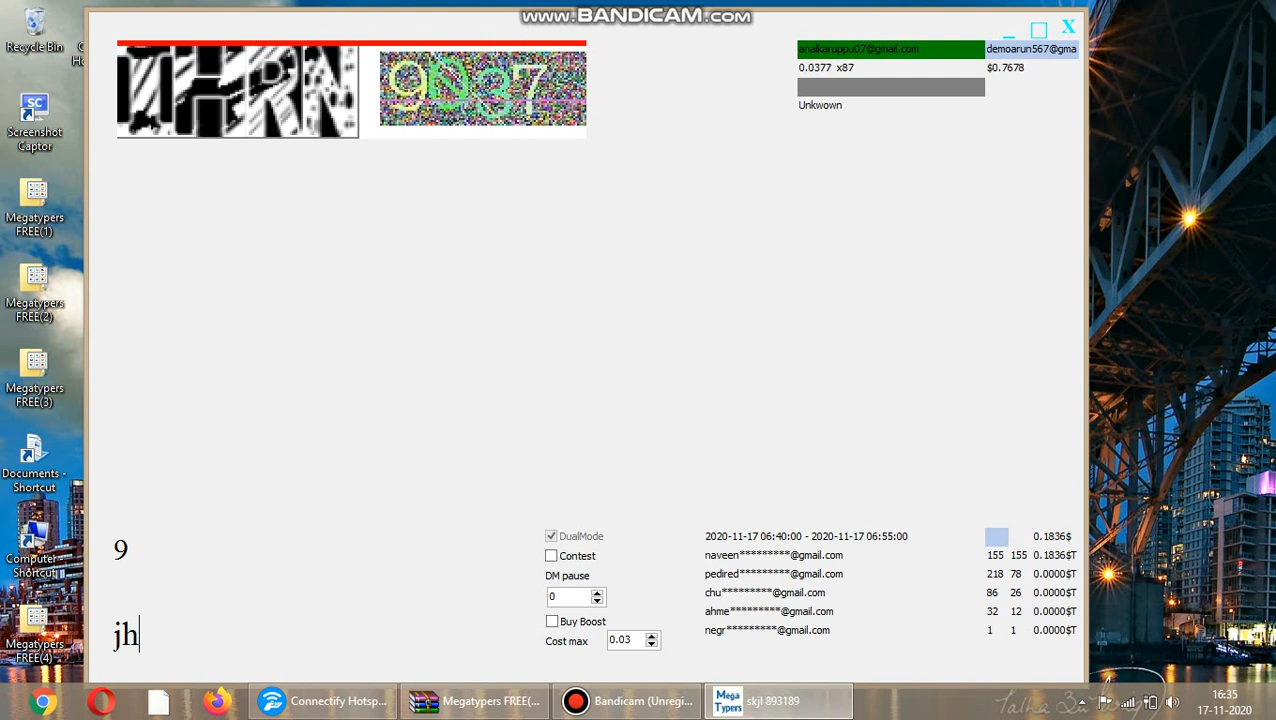 WWW.BANDICAM.COM
Recycle Bin
SC
Screenshot
Captor
Megatypers
FREE(1)
Megatypers
FREE(2)
Megatypers
FREE(3)
Documents -
Shortcut
Computer -
Shortcut
Megatypers
FREE(4)
X
analkaruppu07@gmail.com
demoarun567@gma
0.0377 x87
$0.7678
Unkwown
9
jh
DualMode
Contest
DM pause
0
Buy Boost
Cost max
0.03
2020-11-17 06:40:00 - 2020-11-17 06:55:00 0.1836$
naveen*********@gmail.com 155 155 0.1836$T
pedired*********@gmail.com 218 78 0.0000$T
chu*********@gmail.com 86 26 0.0000$T
ahme*********@gmail.com 32 12 0.0000$T
negr*********@gmail.com 1 1 0.0000$T
Connectify Hotsp...
Megatypers FREE(...
Bandicam (Unregi...
Mega
Typers
skjl 893189
16:35
17-11-2020